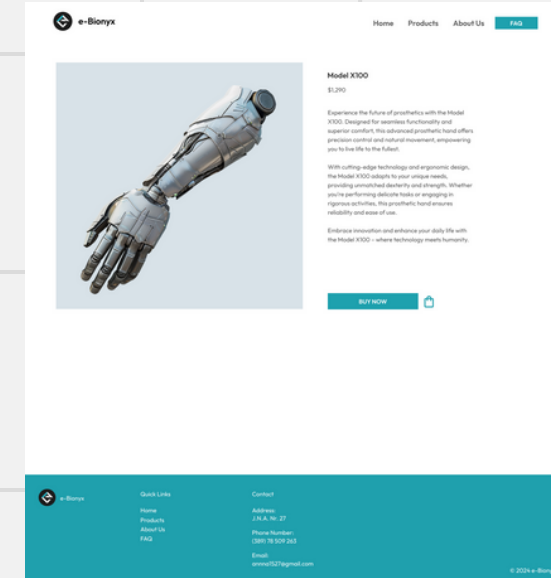 e-Bionyx
Home Products About Us FAQ
Model X100
$1,290
Experience the future of prosthetics with the Model
X100. Designed for seamless functionality and
superior comfort, this advanced prosthetic hand offers
precision control and natural movement, empowering
you to live life to the fullest.
With cutting-edge technology and ergonomic design,
the Model X100 adapts to your unique needs,
providing unmatched dexterity and strength. Whether
you're performing delicate tasks or engaging in
rigorous activities, this prosthetic hand ensures
reliability and ease of use.
Embrace innovation and enhance your daily life with
the Model X100 – where technology meets humanity.
BUY NOW
e-Bionyx
Quick Links
Home
Products
About Us
FAQ
Contact
Address:
J.N.A. Nr. 27
Phone Number:
(389) 78 509 263
Email:
© 2024 e-Biony